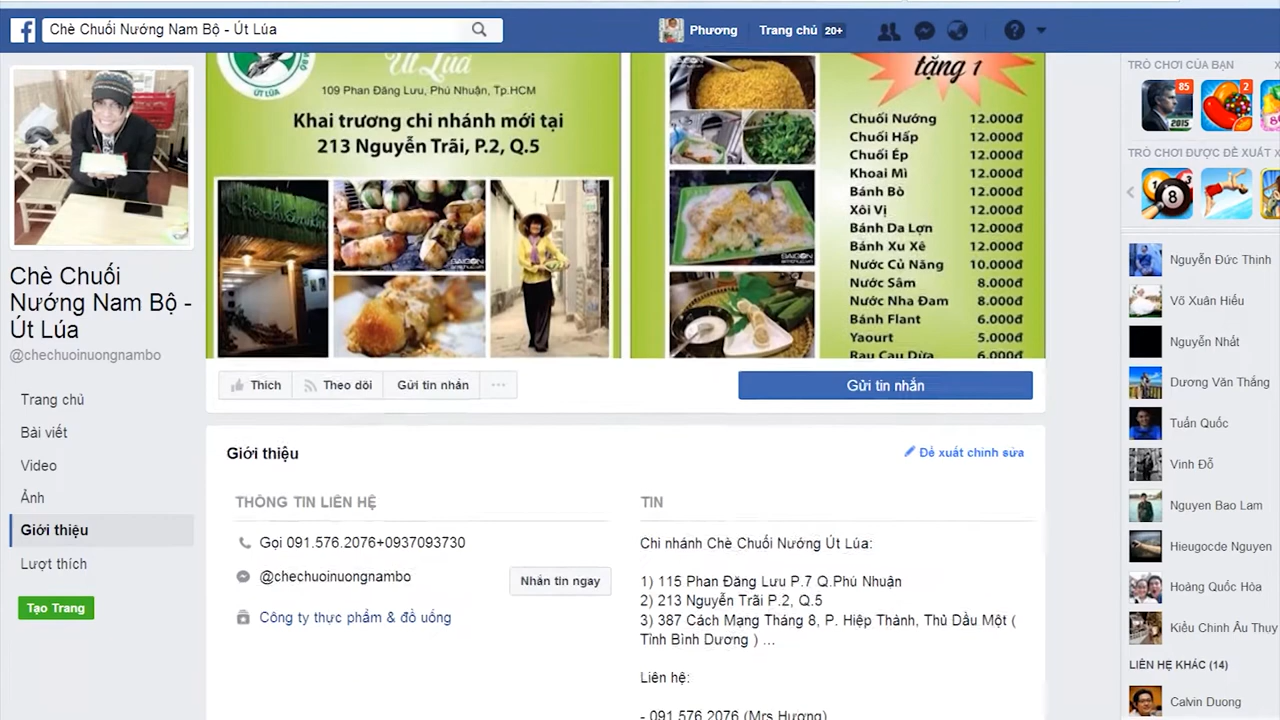 Chè Chuối Nướng Nam Bộ - Út Lúa
Phương
Trang chủ 20+
Chè Chuối
Nướng Nam Bộ -
Út Lúa
@chechuoinuongnambo
Trang chủ
Bài viết
Video
Ảnh
Giới thiệu
Lượt thích
Tạo Trang
ÚT LÚA
Út Lúa
109 Phan Đăng Lưu, Phú Nhuận, Tp.HCM
Khai trương chi nhánh mới tại
213 Nguyễn Trãi, P.2, Q.5
tặng 1
Chuối Nướng 12.000đ
Chuối Hấp 12.000đ
Chuối Ép 12.000đ
Khoai Mì 12.000đ
Bánh Bò 12.000đ
Xôi Vị 12.000đ
Bánh Da Lợn 12.000đ
Bánh Xu Xê 12.000đ
Nước Củ Năng 10.000đ
Nước Sâm 8.000đ
Nước Nha Đam 8.000đ
Bánh Flant 6.000đ
Yaourt 5.000đ
Rau Câu Dừa 6.000đ
Thích
Theo dõi
Gửi tin nhắn
Gửi tin nhắn
Giới thiệu
Đề xuất chỉnh sửa
THÔNG TIN LIÊN HỆ
Gọi 091.576.2076+0937093730
@chechuoinuongnambo
Nhắn tin ngay
Công ty thực phẩm & đồ uống
TIN
Chi nhánh Chè Chuối Nướng Út Lúa:
1) 115 Phan Đăng Lưu P.7 Q.Phú Nhuận
2) 213 Nguyễn Trãi P.2, Q.5
3) 387 Cách Mạng Tháng 8, P. Hiệp Thành, Thủ Dầu Một (
Tỉnh Bình Dương ) ...
Liên hệ:
- 091.576.2076 (Mrs Hương)
TRÒ CHƠI CỦA BẠN X
85
2015
2
TRÒ CHƠI ĐƯỢC ĐỀ XUẤT X
8
3
Nguyễn Đức Thinh
Võ Xuân Hiếu
Nguyễn Nhất
Dương Văn Thắng
Tuấn Quốc
Vinh Đỗ
Nguyen Bao Lam
Hieugocde Nguyen
Hoàng Quốc Hòa
Kiều Chinh Âu Thuy
LIÊN HỆ KHÁC (14)
Calvin Duong